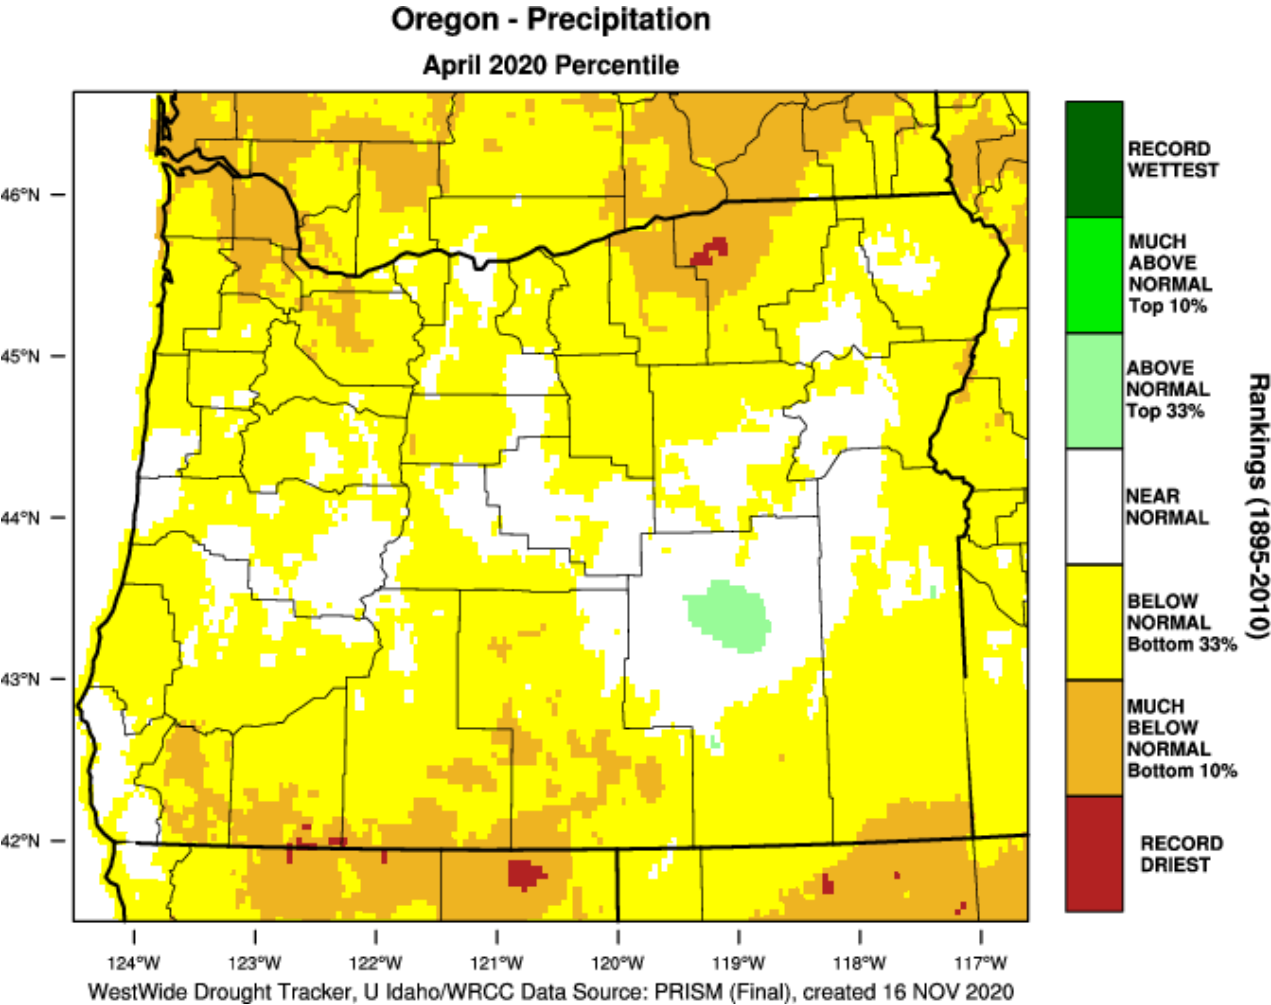 Oregon - Precipitation
April 2020 Percentile
46°N
45°N
44°N
43°N
42°N
124°W
123°W
122°W
121°W
120°W
119°W
118°W
117°W
RECORD
WETTEST
MUCH
ABOVE
NORMAL
Top 10%
ABOVE
NORMAL
Top 33%
NEAR
NORMAL
BELOW
NORMAL
Bottom 33%
MUCH
BELOW
NORMAL
Bottom 10%
RECORD
DRIEST
Rankings (1895-2010)
WestWide Drought Tracker, U Idaho/WRCC Data Source: PRISM (Final), created 16 NOV 2020